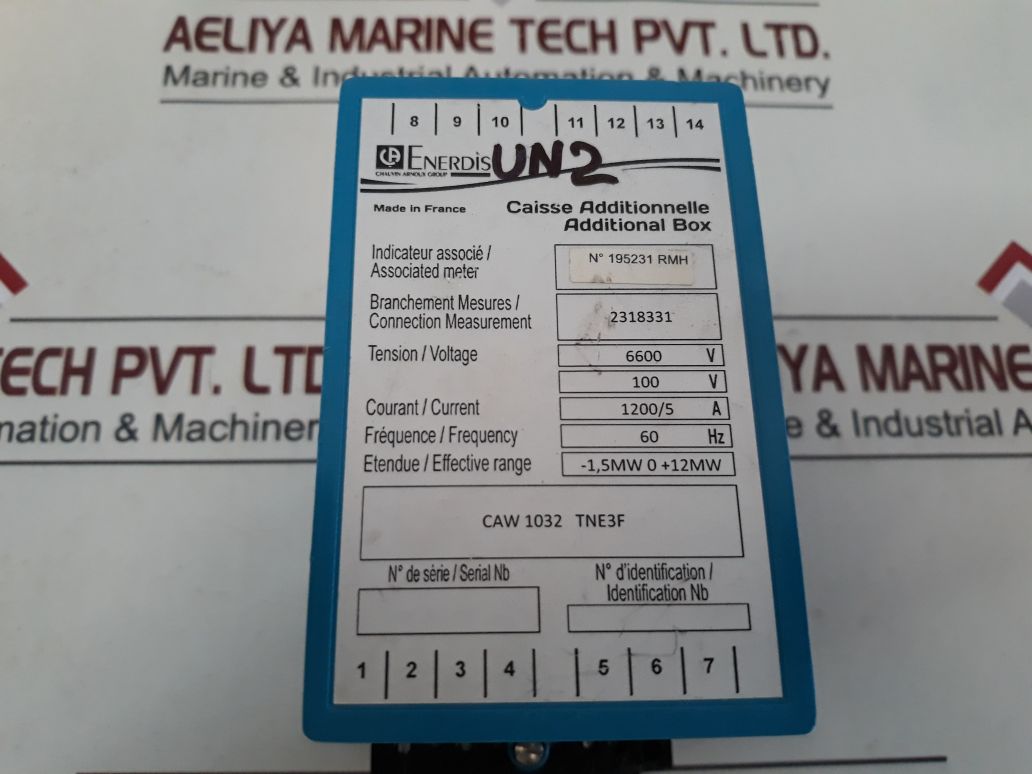 AELIYA MARINE TECH PVT. LTD.
Marine & Industrial Automation & Machinery
8 9 10 11 12 13 14
CA ENERDIS UN2
CHAUVIN ARNOUX GROUP
Made in France
Caisse Additionnelle
Additional Box
Indicateur associé /
Associated meter
N° 195231 RMH
Branchement Mesures /
Connection Measurement
2318331
Tension / Voltage
6600 V
100 V
Courant / Current
1200/5 A
Fréquence / Frequency
60 Hz
Etendue / Effective range
-1,5MW 0 +12MW
CAW 1032 TNE3F
N° de série / Serial Nb
N° d'identification /
Identification Nb
1 2 3 4 5 6 7
ECH PVT. LTD
mation & Machiner
YA MARINE
e & Industrial A